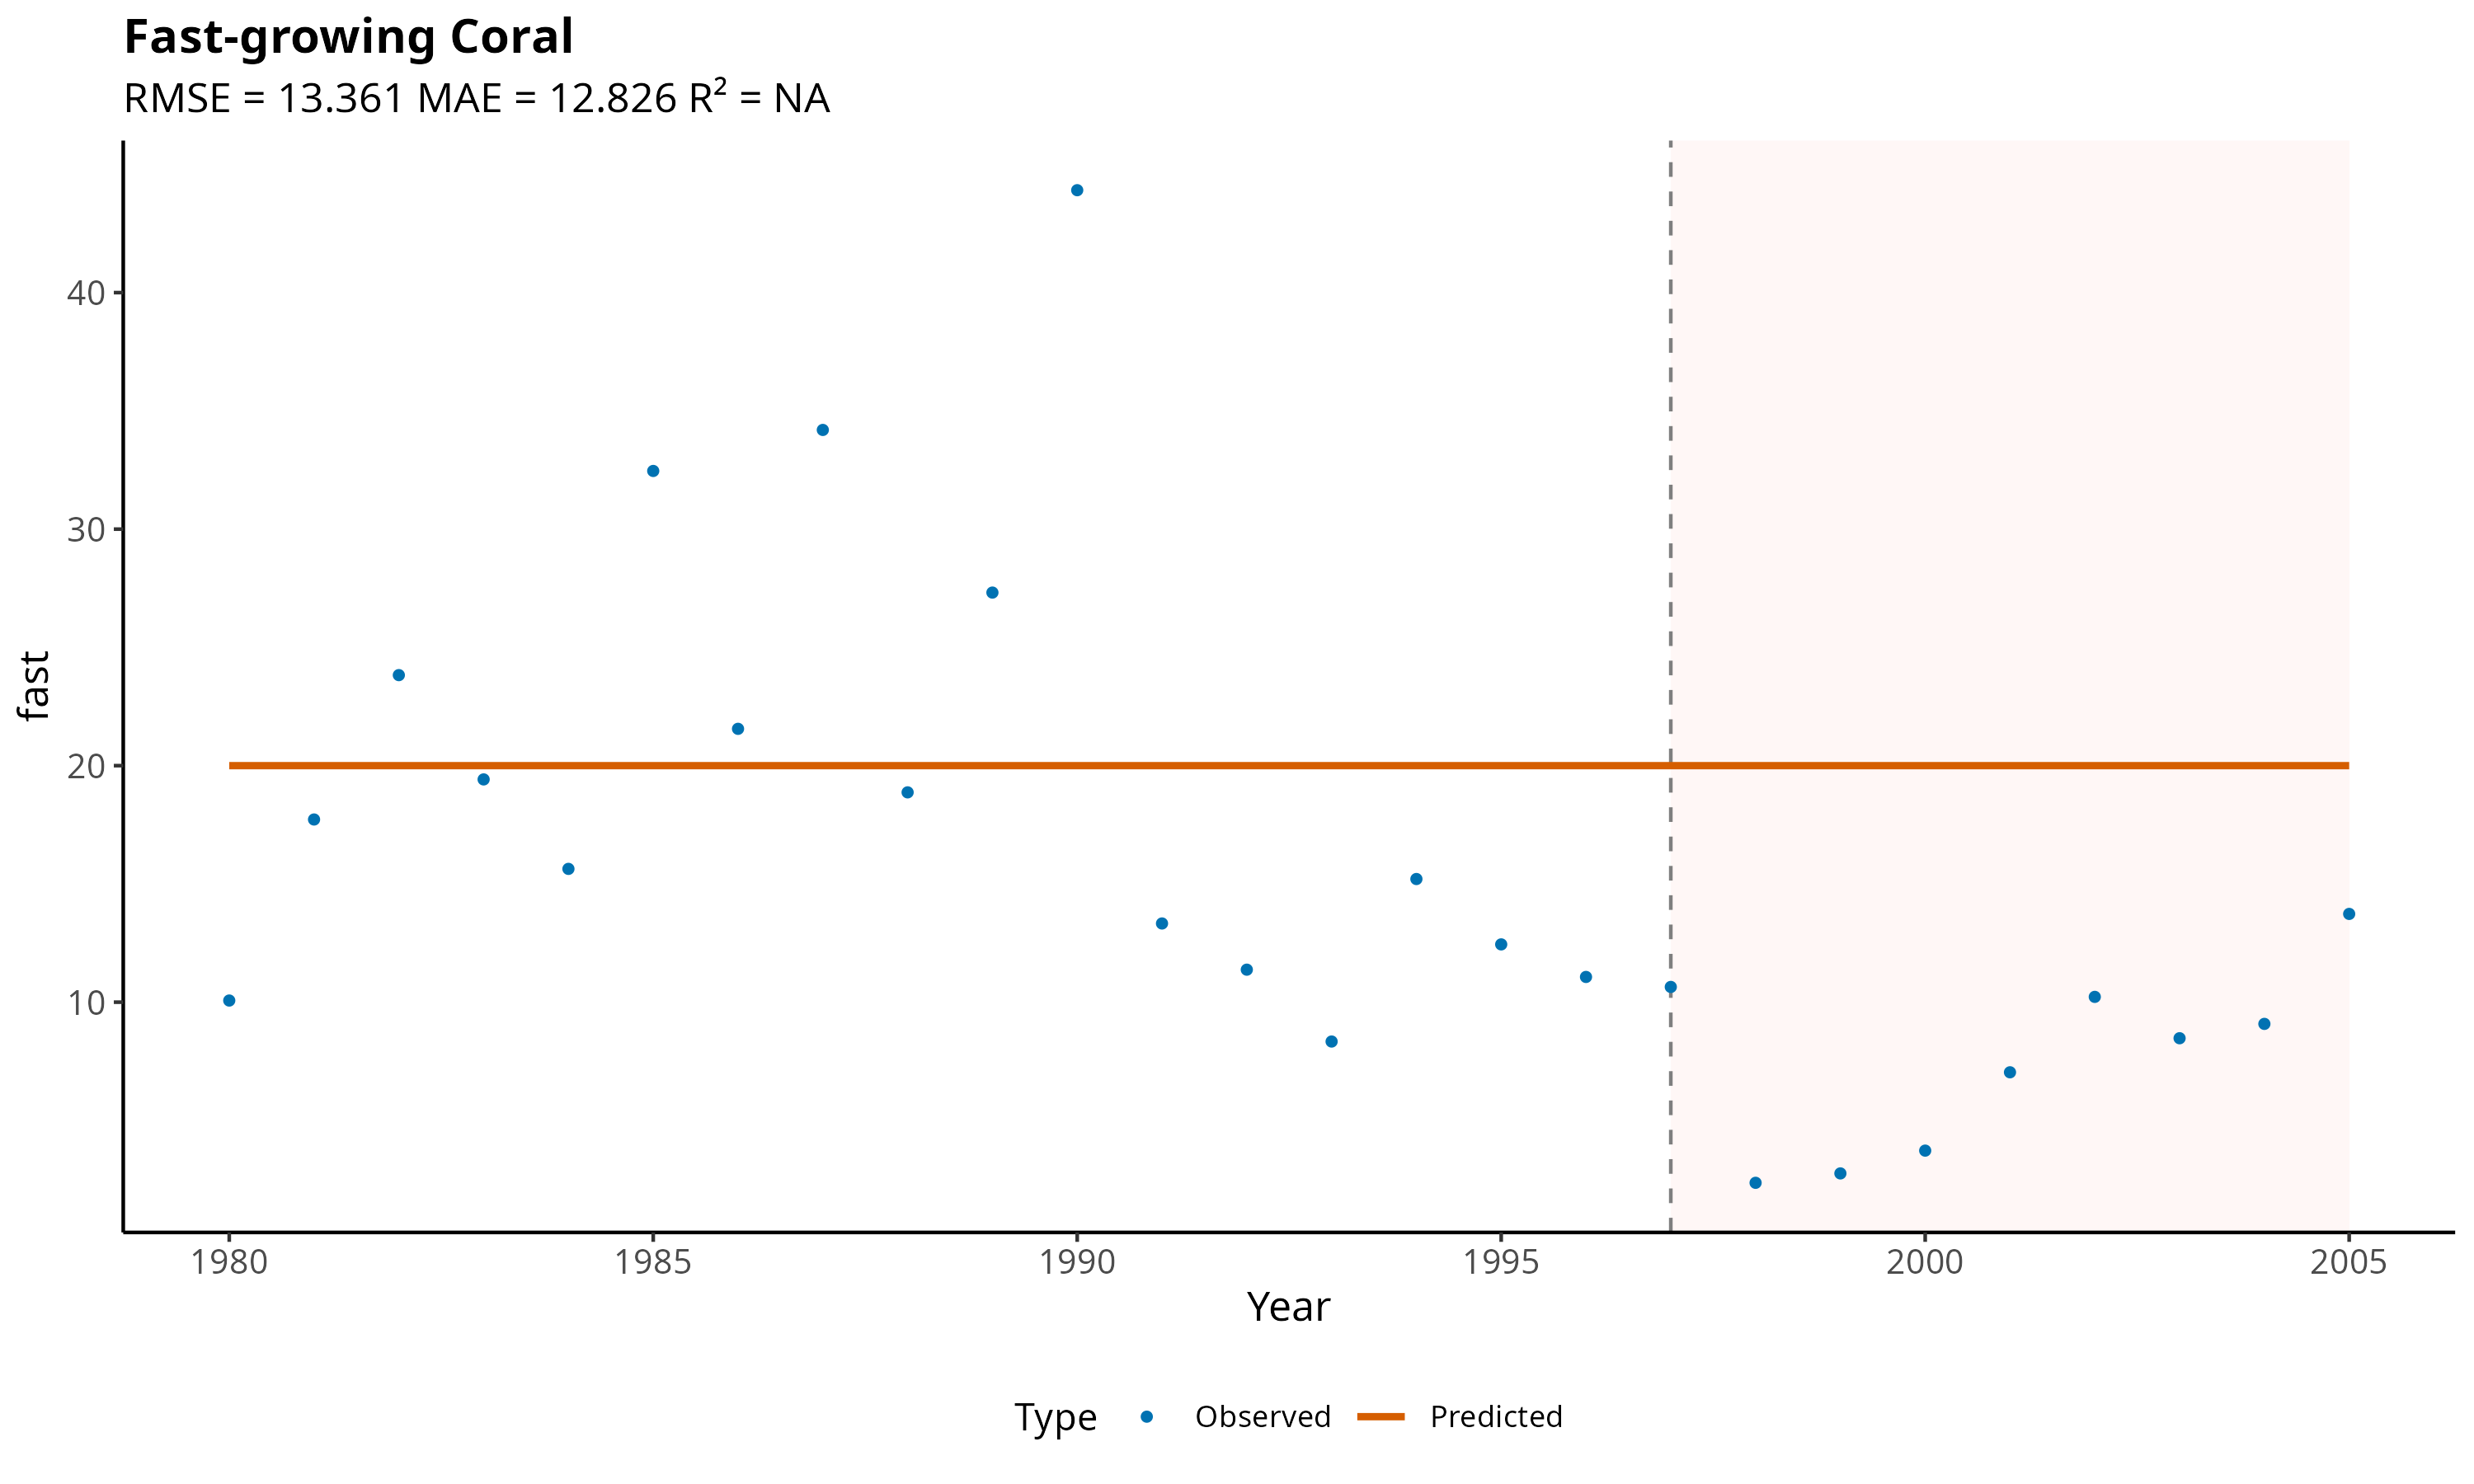 Fast-growing Coral
RMSE = 13.361 MAE = 12.826 R² = NA
fast
40
30
20
10
1980 1985 1990 1995 2000 2005
Year
Type Observed Predicted